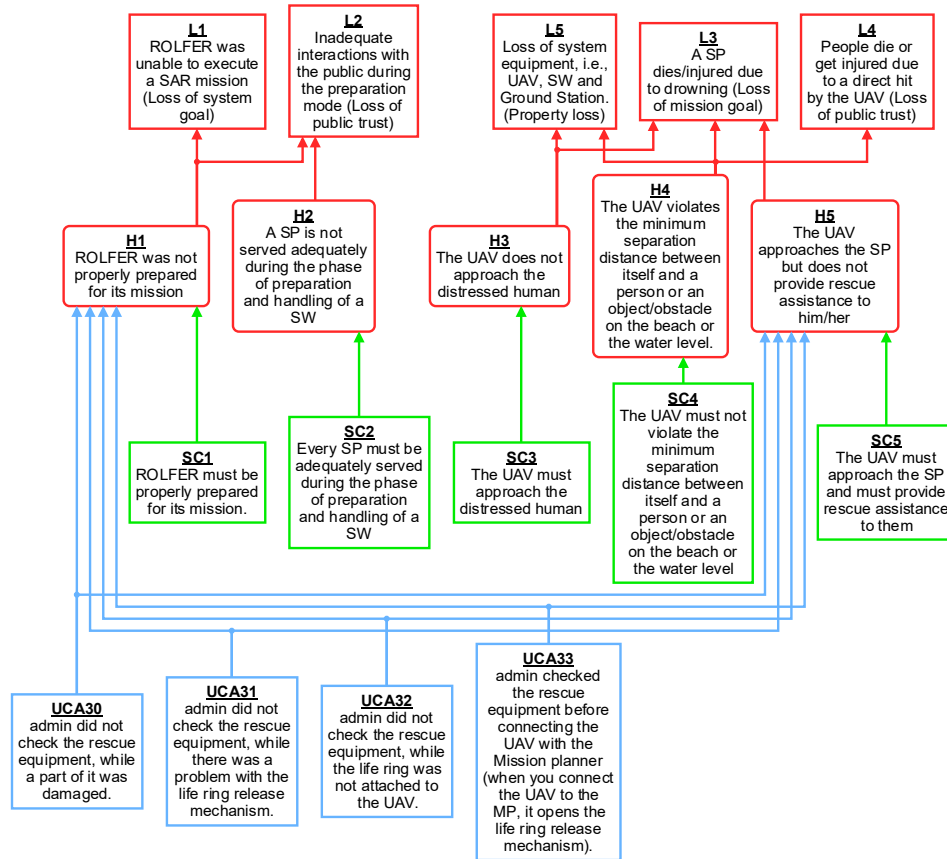 L1
ROLFER was
unable to execute
a SAR mission
(Loss of system
goal)
L2
Inadequate
interactions with
the public during
the preparation
mode (Loss of
public trust)
L5
Loss of system
equipment, i.e.,
UAV, SW and
Ground Station.
(Property loss)
L3
A SP
dies/injured due
to drowning (Loss
of mission goal)
L4
People die or
get injured due
to a direct hit
by the UAV (Loss
of public trust)
H1
ROLFER was not
properly prepared
for its mission
H2
A SP is not
served adequately
during the phase
of preparation
and handling of a
SW
H3
The UAV does not
approach the
distressed human
H4
The UAV violates
the minimum
separation
distance between
itself and a
person or an
object/obstacle
on the beach or
the water level.
H5
The UAV
approaches the SP
but does not
provide rescue
assistance to
him/her
SC1
ROLFER must be
properly prepared
for its mission.
SC2
Every SP must be
adequately served
during the phase
of preparation
and handling of a
SW
SC3
The UAV must
approach the
distressed human
SC4
The UAV must not
violate the
minimum
separation
distance between
itself and a
person or an
object/obstacle
on the beach or
the water level
SC5
The UAV must
approach the SP
and must provide
rescue assistance
to them
UCA30
admin did not
check the rescue
equipment, while
a part of it was
damaged.
UCA31
admin did not
check the rescue
equipment, while
there was a
problem with the
life ring release
mechanism.
UCA32
admin did not
check the rescue
equipment, while
the life ring was
not attached to
the UAV.
UCA33
admin checked
the rescue
equipment before
connecting the
UAV with the
Mission planner
(when you connect
the UAV to the
MP, it opens the
life ring release
mechanism).